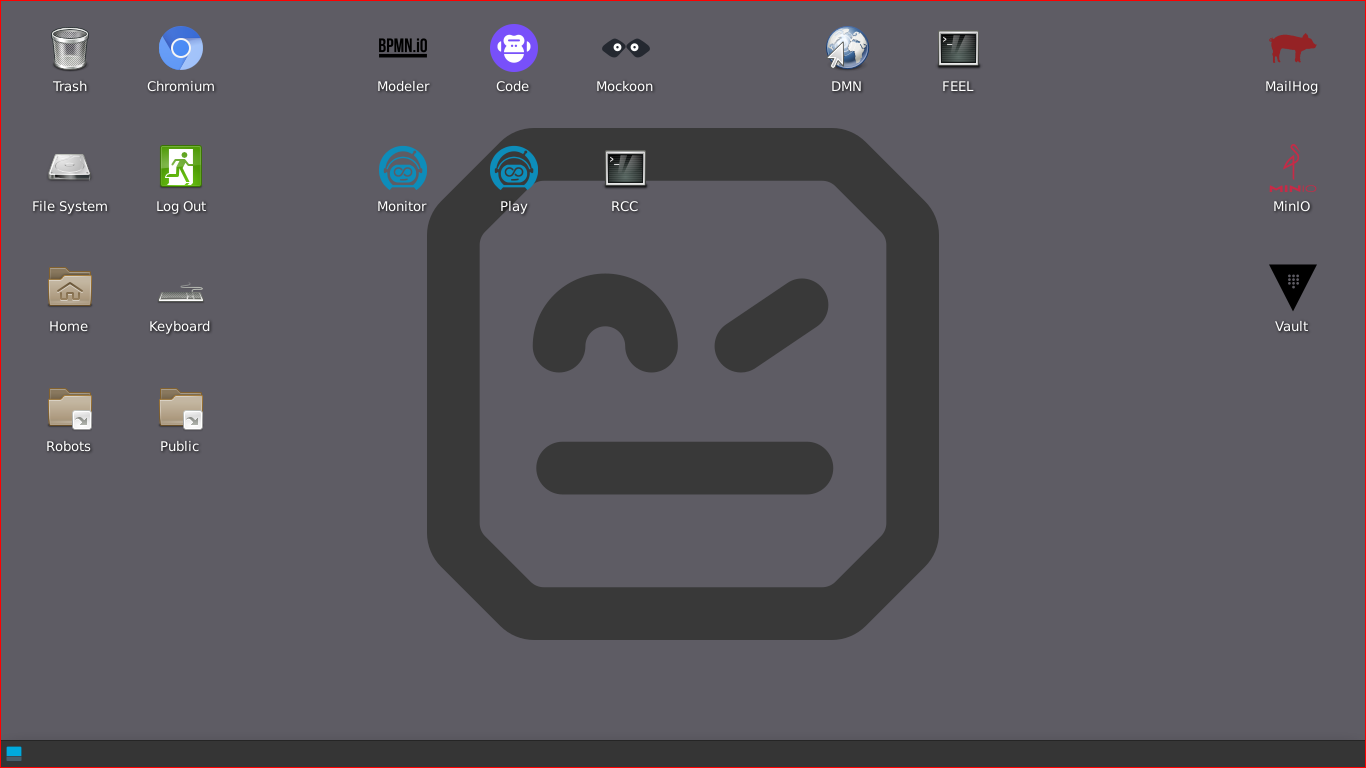 BPMN.iO
Trash
Chromium
Modeler
Code
Mockoon
DMN
FEEL
MailHog
File System
Log Out
Monitor
Play
RCC
MinIO
Home
Keyboard
Vault
Robots
Public